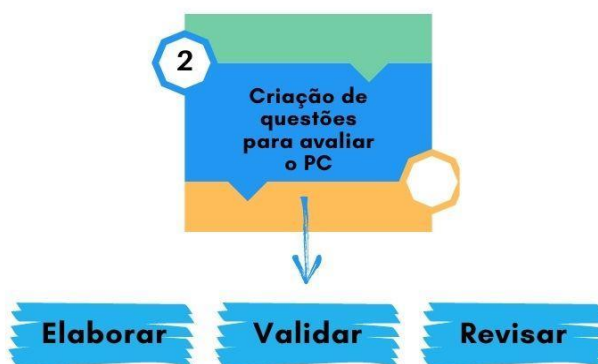 2
Criação de
questões
para avaliar
o PC
Elaborar
Validar
Revisar